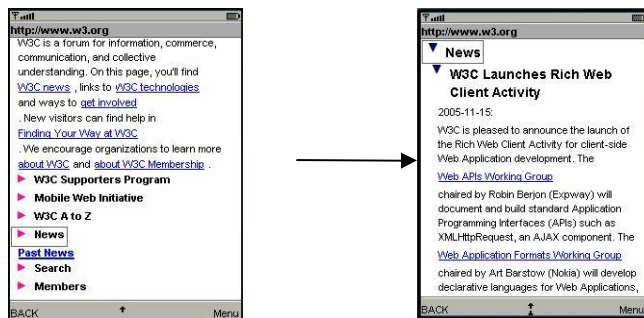 http://www.w3.org
W3C is a forum for information, commerce,
communication, and collective
understanding. On this page, you'll find
W3C news , links to W3C technologies
and ways to get involved
. New visitors can find help in
Finding Your Way at W3C
. We encourage organizations to learn more
about W3C and about W3C Membership .
W3C Supporters Program
Mobile Web Initiative
W3C A to Z
News
Past News
Search
Members
BACK Menu
http://www.w3.org
News
W3C Launches Rich Web
Client Activity
2005-11-15:
W3C is pleased to announce the launch of
the Rich Web Client Activity for client-side
Web Application development. The
Web APIs Working Group
chaired by Robin Berjon (Expway) will
document and build standard Application
Programming Interfaces (APIs) such as
XMLHttpRequest, an AJAX component. The
Web Application Formats Working Group
chaired by Art Barstow (Nokia) will develop
declarative languages for Web Applications,
BACK Menu